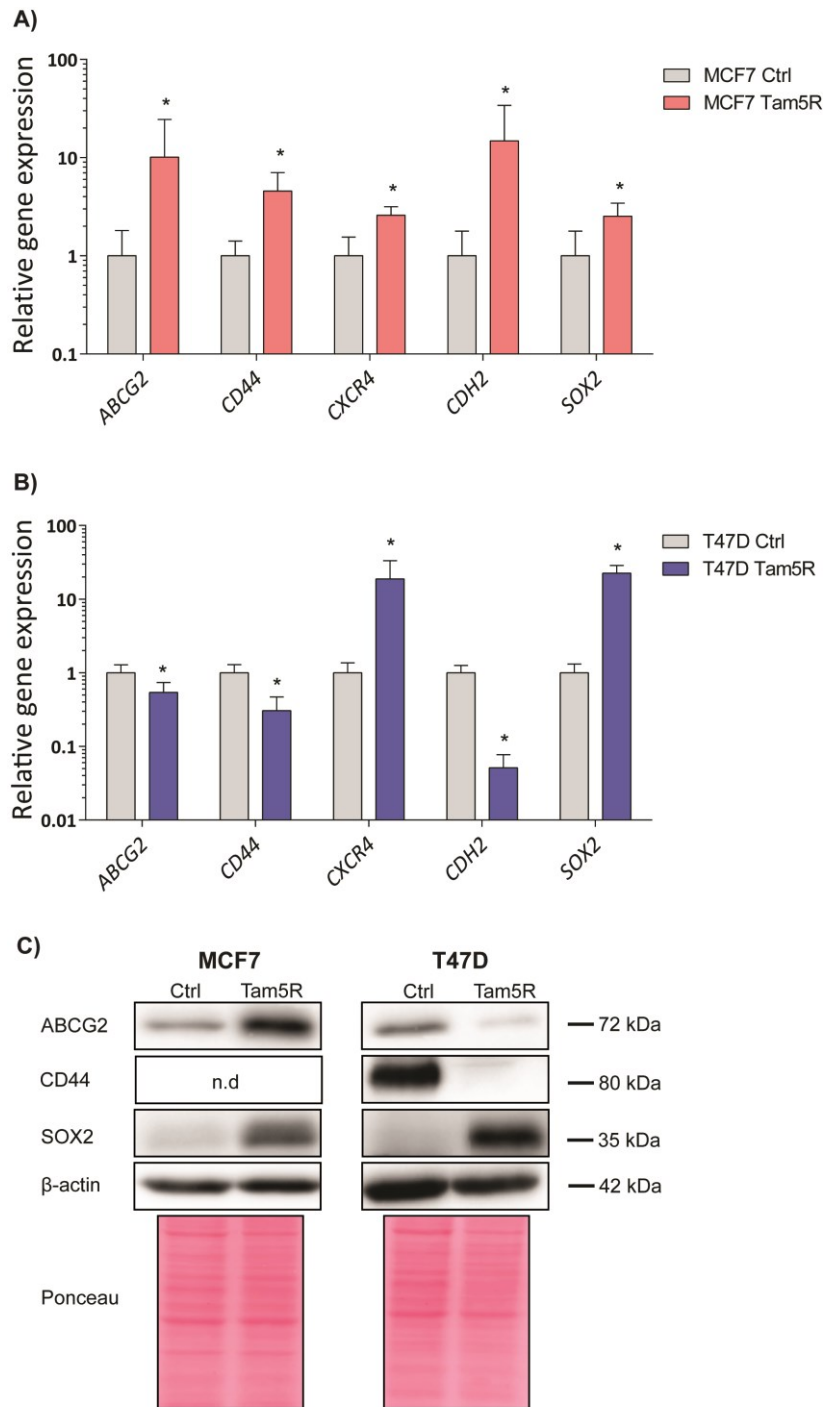 A)
Relative gene expression
100
10
1
0.1
* * * * *
ABCG2 CD44 CXCR4 CDH2 SOX2
MCF7 Ctrl
MCF7 Tam5R
B)
Relative gene expression
100
10
1
0.1
0.01
* * * * *
ABCG2 CD44 CXCR4 CDH2 SOX2
T47D Ctrl
T47D Tam5R
C)
MCF7 T47D
Ctrl Tam5R Ctrl Tam5R
ABCG2 72 kDa
CD44 n.d 80 kDa
SOX2 35 kDa
β-actin 42 kDa
Ponceau